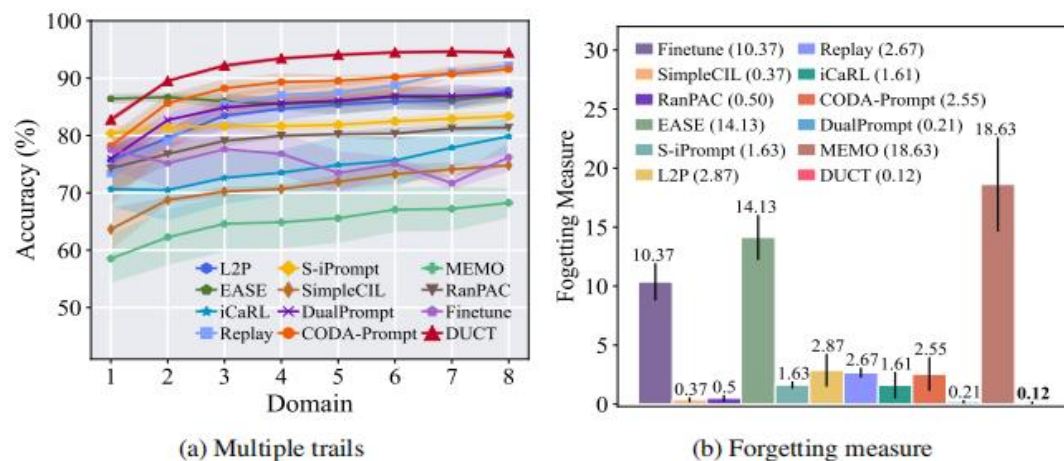 100
90
80
70
60
50
Accuracy (%)
L2P
EASE
iCaRL
Replay
S-iPrompt
SimpleCIL
DualPrompt
CODA-Prompt
MEMO
RanPAC
Finetune
DUCT
1 2 3 4 5 6 7 8
Domain
(a) Multiple trails
30
25
20
15
10
5
0
Fogetting Measure
Finetune (10.37)
SimpleCIL (0.37)
RanPAC (0.50)
EASE (14.13)
S-iPrompt (1.63)
L2P (2.87)
Replay (2.67)
iCaRL (1.61)
CODA-Prompt (2.55)
DualPrompt (0.21)
MEMO (18.63)
DUCT (0.12)
10.37
0.37
0.5
14.13
1.63
2.87
2.67
1.61
2.55
0.21
18.63
0.12
(b) Forgetting measure